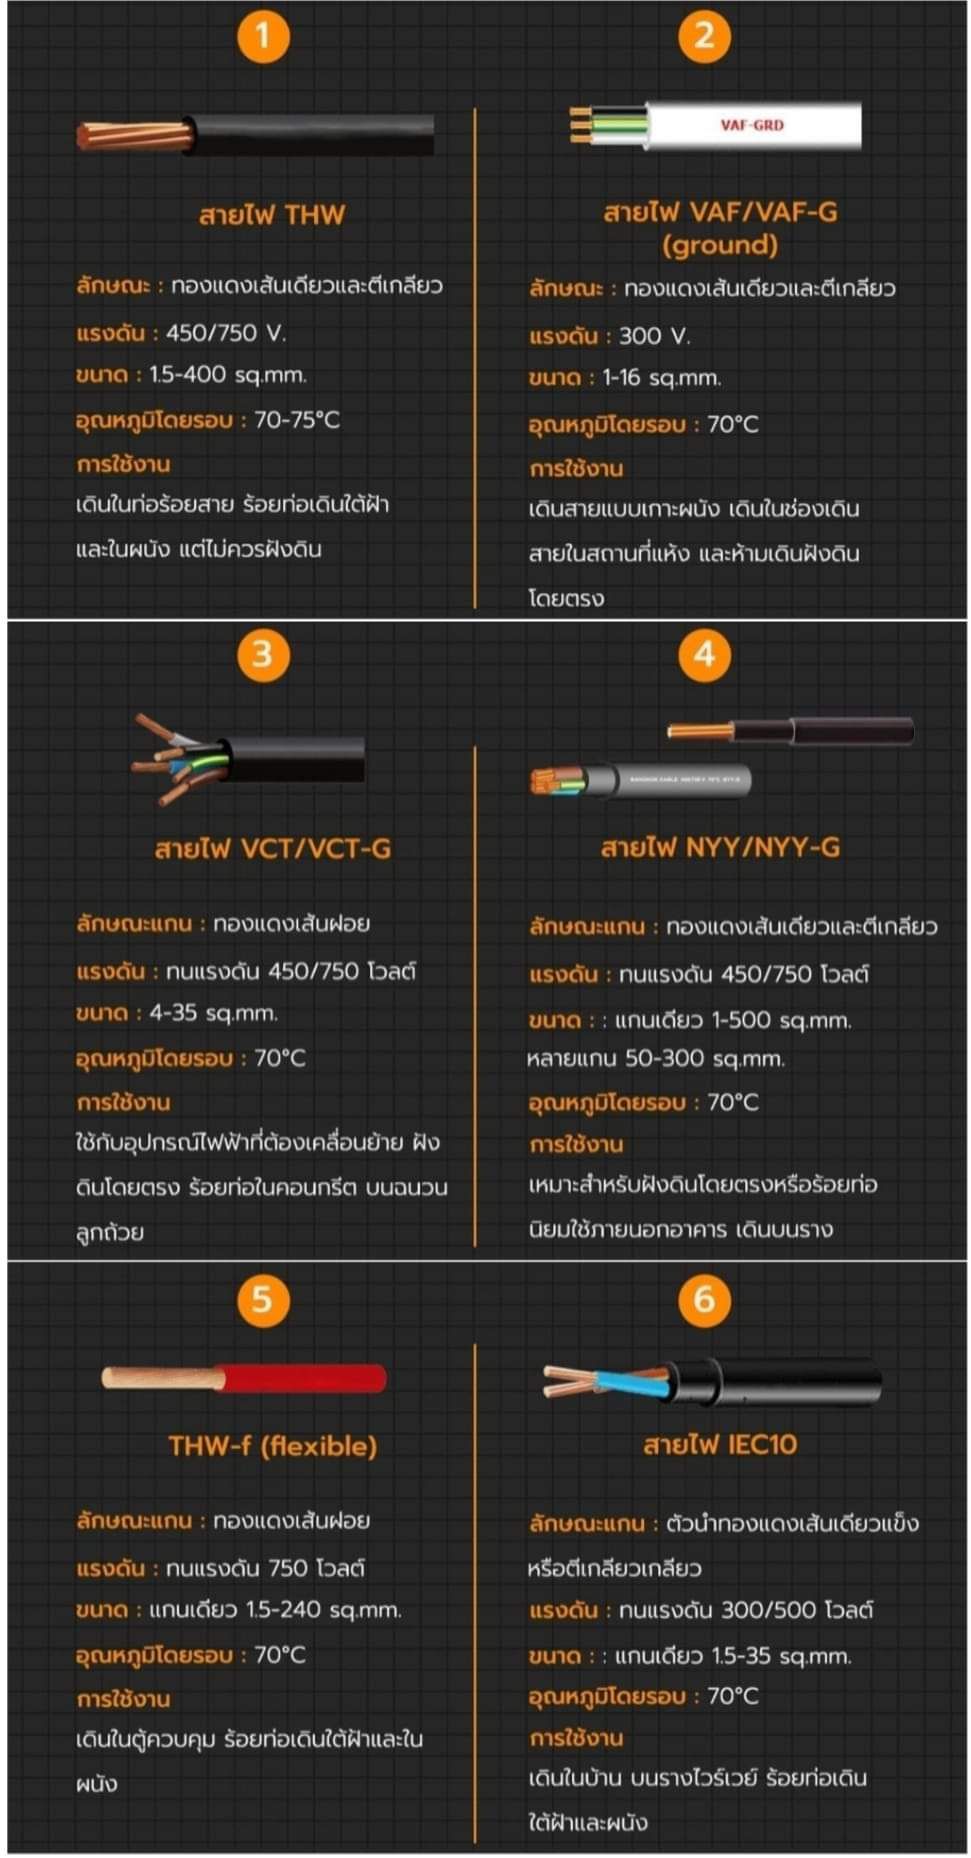 1
สายไฟ THW
ลักษณะ : ทองแดงเส้นเดียวและตีเกลียว
แรงดัน : 450/750 V.
ขนาด : 1.5-400 sq.mm.
อุณหภูมิโดยรอบ : 70-75°C
การใช้งาน
เดินในท่อร้อยสาย ร้อยท่อเดินใต้ฝ้า
และในผนัง แต่ไม่ควรฝังดิน
2
VAF-GRD
สายไฟ VAF/VAF-G
(ground)
ลักษณะ : ทองแดงเส้นเดียวและตีเกลียว
แรงดัน : 300 V.
ขนาด : 1-16 sq.mm.
อุณหภูมิโดยรอบ : 70°C
การใช้งาน
เดินสายแบบเกาะผนัง เดินในช่องเดิน
สายในสถานที่แห้ง และห้ามเดินฝังดิน
โดยตรง
3
สายไฟ VCT/VCT-G
ลักษณะแกน : ทองแดงเส้นฝอย
แรงดัน : ทนแรงดัน 450/750 โวลต์
ขนาด : 4-35 sq.mm.
อุณหภูมิโดยรอบ : 70°C
การใช้งาน
ใช้กับอุปกรณ์ไฟฟ้าที่ต้องเคลื่อนย้าย ฝัง
ดินโดยตรง ร้อยท่อในคอนกรีต บนฉนวน
ลูกถ้วย
4
BANGKOK CABLE
สายไฟ NYY/NYY-G
ลักษณะแกน : ทองแดงเส้นเดียวและตีเกลียว
แรงดัน : ทนแรงดัน 450/750 โวลต์
ขนาด : : แกนเดียว 1-500 sq.mm.
หลายแกน 50-300 sq.mm.
อุณหภูมิโดยรอบ : 70°C
การใช้งาน
เหมาะสำหรับฝังดินโดยตรงหรือร้อยท่อ
นิยมใช้ภายนอกอาคาร เดินบนราง
5
THW-f (flexible)
ลักษณะแกน : ทองแดงเส้นฝอย
แรงดัน : ทนแรงดัน 750 โวลต์
ขนาด : แกนเดียว 1.5-240 sq.mm.
อุณหภูมิโดยรอบ : 70°C
การใช้งาน
เดินในตู้ควบคุม ร้อยท่อเดินใต้ฝ้าและใน
ผนัง
6
สายไฟ IEC10
ลักษณะแกน : ตัวนำทองแดงเส้นเดียวแข็ง
หรือตีเกลียวเกลียว
แรงดัน : ทนแรงดัน 300/500 โวลต์
ขนาด : : แกนเดียว 1.5-35 sq.mm.
อุณหภูมิโดยรอบ : 70°C
การใช้งาน
เดินในบ้าน บนรางไวร์เวย์ ร้อยท่อเดิน
ใต้ฝ้าและผนัง